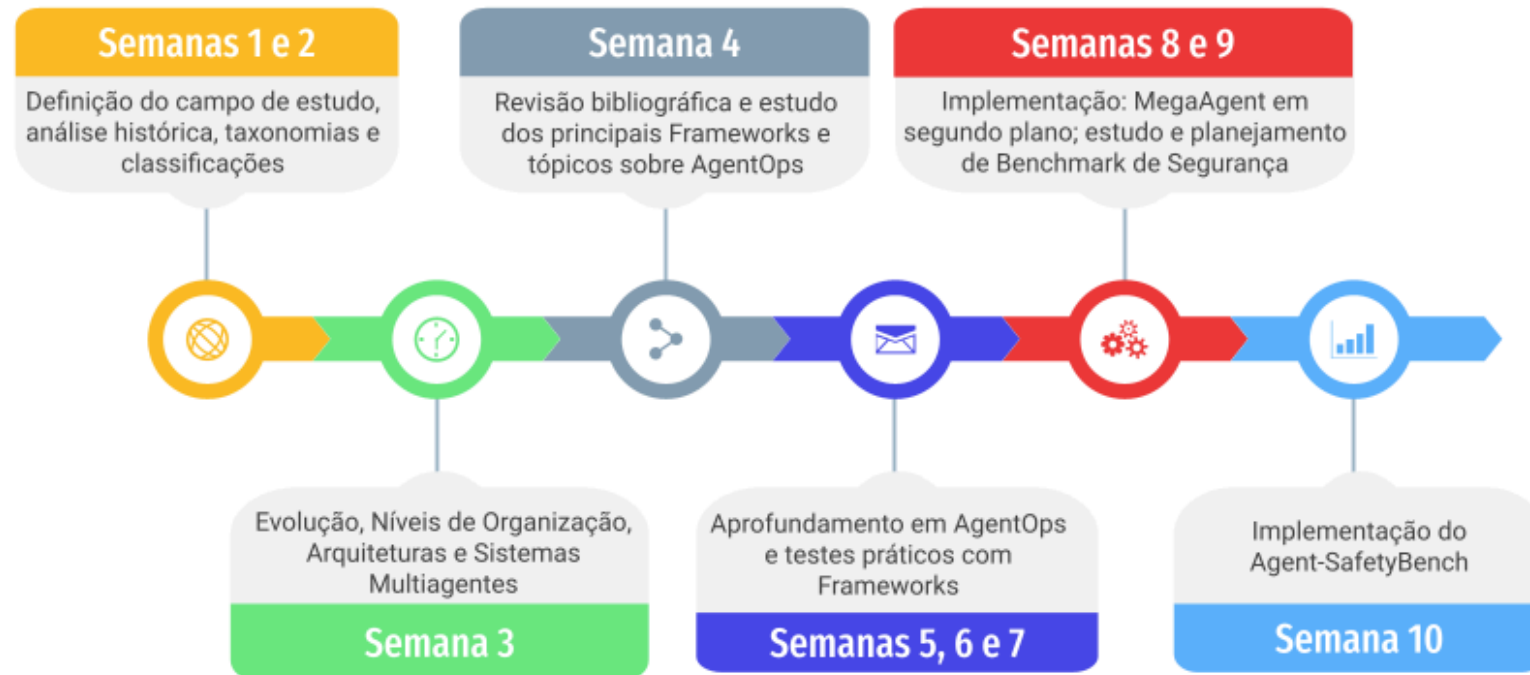 Semanas 1 e 2
Definição do campo de estudo,
análise histórica, taxonomias e
classificações
Evolução, Níveis de Organização,
Arquiteturas e Sistemas
Multiagentes
Semana 3
Semana 4
Revisão bibliográfica e estudo
dos principais Frameworks e
tópicos sobre AgentOps
Aprofundamento em AgentOps
e testes práticos com
Frameworks
Semanas 5, 6 e 7
Semanas 8 e 9
Implementação: MegaAgent em
segundo plano; estudo e planejamento
de Benchmark de Segurança
Implementação do
Agent-SafetyBench
Semana 10